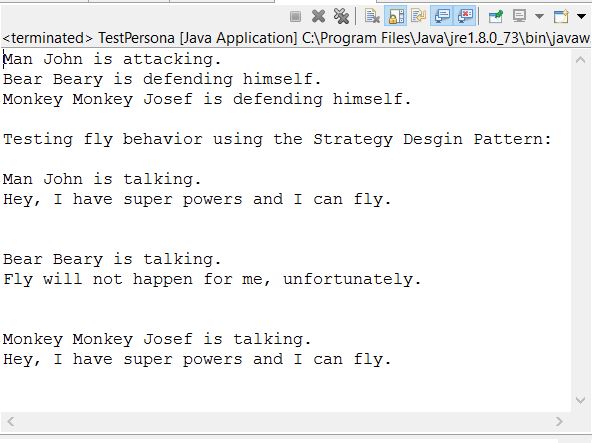 <terminated> TestPersona [Java Application] C:\Program Files\Java\jre1.8.0_73\bin\javaw
Man John is attacking.
Bear Beary is defending himself.
Monkey Monkey Josef is defending himself.
Testing fly behavior using the Strategy Desgin Pattern:
Man John is talking.
Hey, I have super powers and I can fly.
Bear Beary is talking.
Fly will not happen for me, unfortunately.
Monkey Monkey Josef is talking.
Hey, I have super powers and I can fly.